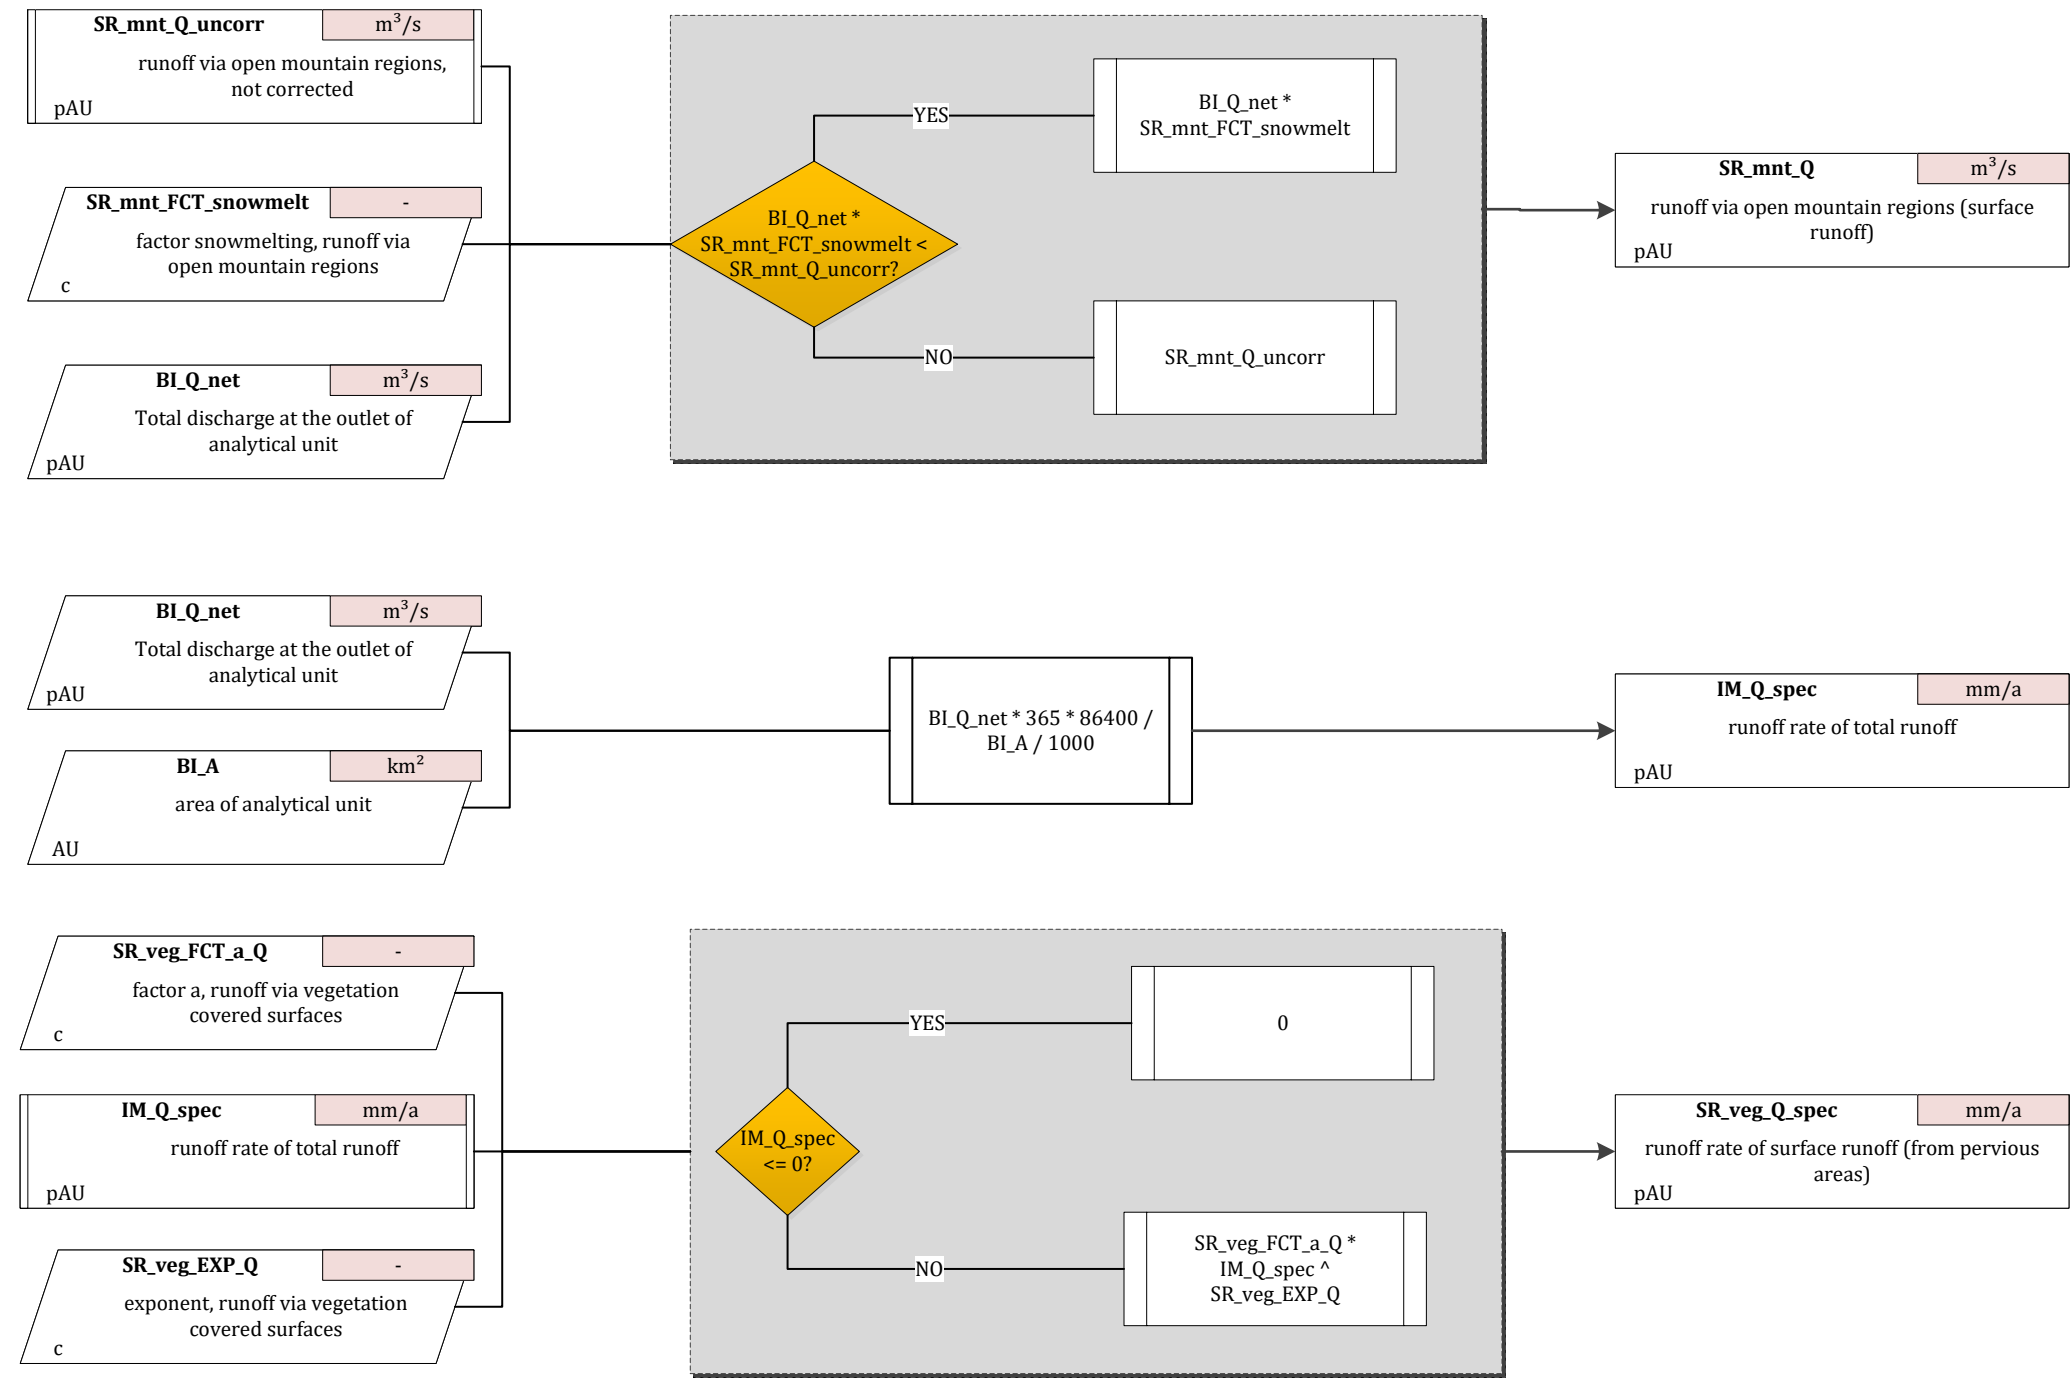 SR_mnt_Q_uncorr
m³/s
runoff via open mountain regions,
not corrected
pAU
SR_mnt_FCT_snowmelt
-
factor snowmelting, runoff via
open mountain regions
c
BI_Q_net
m³/s
Total discharge at the outlet of
analytical unit
pAU
BI_Q_net *
SR_mnt_FCT_snowmelt <
SR_mnt_Q_uncorr?
YES
BI_Q_net *
SR_mnt_FCT_snowmelt
NO
SR_mnt_Q_uncorr
SR_mnt_Q
m³/s
runoff via open mountain regions (surface
runoff)
pAU
BI_Q_net
m³/s
Total discharge at the outlet of
analytical unit
pAU
BI_A
km²
area of analytical unit
AU
BI_Q_net * 365 * 86400 /
BI_A / 1000
IM_Q_spec
mm/a
runoff rate of total runoff
pAU
SR_veg_FCT_a_Q
-
factor a, runoff via vegetation
covered surfaces
c
IM_Q_spec
mm/a
runoff rate of total runoff
pAU
SR_veg_EXP_Q
-
exponent, runoff via vegetation
covered surfaces
c
IM_Q_spec
<= 0?
YES
0
NO
SR_veg_FCT_a_Q *
IM_Q_spec ^
SR_veg_EXP_Q
SR_veg_Q_spec
mm/a
runoff rate of surface runoff (from pervious
areas)
pAU